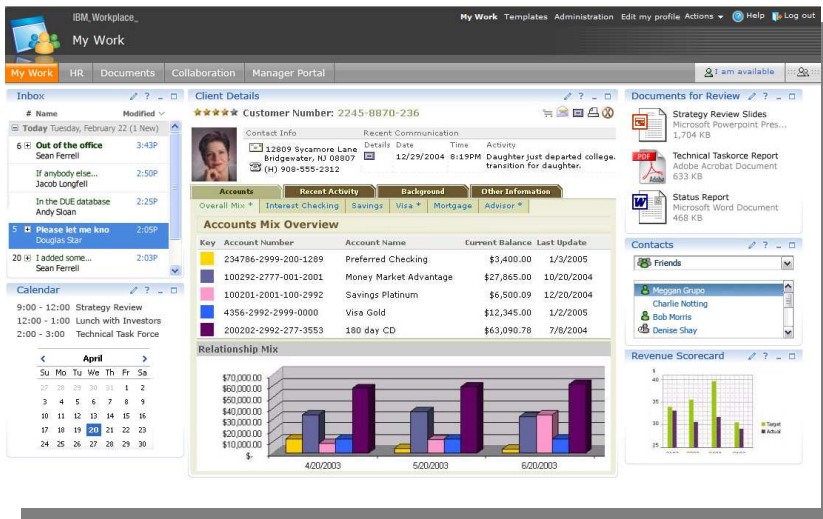 IBM_Workplace_
My Work
My Work Templates Administration Edit my profile Actions Help Log out
My Work HR Documents Collaboration Manager Portal
I am available
Inbox
# Name Modified
Today Tuesday, February 22 (1 New)
6 Out of the office 3:43P
Sean Ferrell
If anybody else... 2:50P
Jacob Longfell
In the DUE database 2:25P
Andy Sloan
5 Please let me kno 2:05P
Douglas Star
20 I added some... 2:03P
Sean Ferrell
Calendar
9:00 - 12:00 Strategy Review
12:00 - 1:00 Lunch with Investors
2:00 - 3:00 Technical Task Force
April
Su Mo Tu We Th Fr Sa
27 28 29 30 31 1 2
3 4 5 6 7 8 9
10 11 12 13 14 15 16
17 18 19 20 21 22 23
24 25 26 27 28 29 30
Client Details
Customer Number: 2245-8870-236
Contact Info
12809 Sycamore Lane
Bridgewater, NJ 08807
(H) 908-555-2312
Recent Communication
Details Date Time Activity
12/29/2004 8:19PM Daughter just departed college.
transition for daughter.
Accounts Recent Activity Background Other Information
Overall Mix * Interest Checking Savings Visa * Mortgage Advisor *
Accounts Mix Overview
Key Account Number Account Name Current Balance Last Update
234786-2999-200-1289 Preferred Checking $3,400.00 1/3/2005
100292-2777-001-2001 Money Market Advantage $27,865.00 10/20/2004
100201-2001-100-2992 Savings Platinum $6,500.09 12/20/2004
4356-2992-2999-0000 Visa Gold $12,345.00 1/2/2005
200202-2992-277-3553 180 day CD $63,090.78 7/8/2004
Relationship Mix
$70,000.00
$60,000.00
$50,000.00
$40,000.00
$30,000.00
$20,000.00
$10,000.00
$-
4/20/2003 5/20/2003 6/20/2003
Documents for Review
Strategy Review Slides
Microsoft Powerpoint Pres...
1,704 KB
Technical Taskorce Report
Adobe Acrobat Document
633 KB
Status Report
Microsoft Word Document
468 KB
Contacts
Friends
Meggan Grupo
Charlie Notting
Bob Morris
Denise Shay
Revenue Scorecard
$
40
35
30
25
Target
Actual